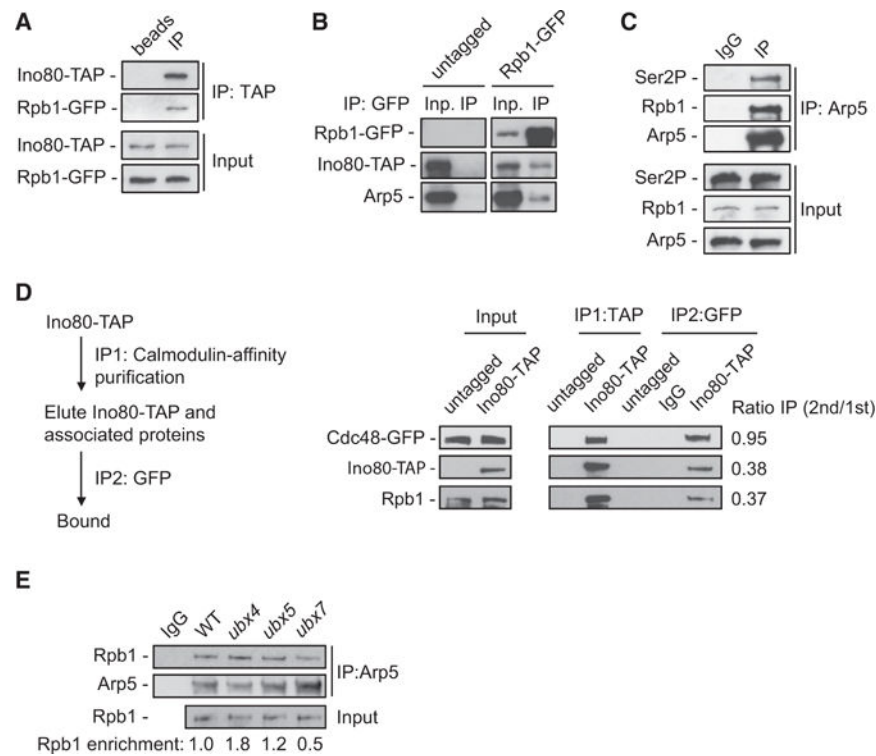 A
beads IP
Ino80-TAP -
Rpb1-GFP -
IP: TAP
Ino80-TAP -
Rpb1-GFP -
Input
B
untagged Rpb1-GFP
IP: GFP Inp. IP Inp. IP
Rpb1-GFP -
Ino80-TAP -
Arp5 -
C
IgG IP
Ser2P -
Rpb1 -
Arp5 -
IP: Arp5
Ser2P -
Rpb1 -
Arp5 -
Input
D
Ino80-TAP
IP1: Calmodulin-affinity
purification
Elute Ino80-TAP and
associated proteins
IP2: GFP
Bound
Input IP1:TAP IP2:GFP
untagged Ino80-TAP untagged Ino80-TAP untagged IgG Ino80-TAP
Ratio IP (2nd/1st)
Cdc48-GFP - 0.95
Ino80-TAP - 0.38
Rpb1 - 0.37
E
IgG WT ubx4 ubx5 ubx7
Rpb1 -
Arp5 -
IP:Arp5
Rpb1 - Input
Rpb1 enrichment: 1.0 1.8 1.2 0.5